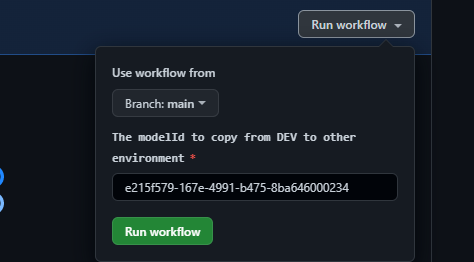 Run workflow
Use workflow from
Branch: main
The modelId to copy from DEV to other
environment *
e215f579-167e-4991-b475-8ba646000234
Run workflow